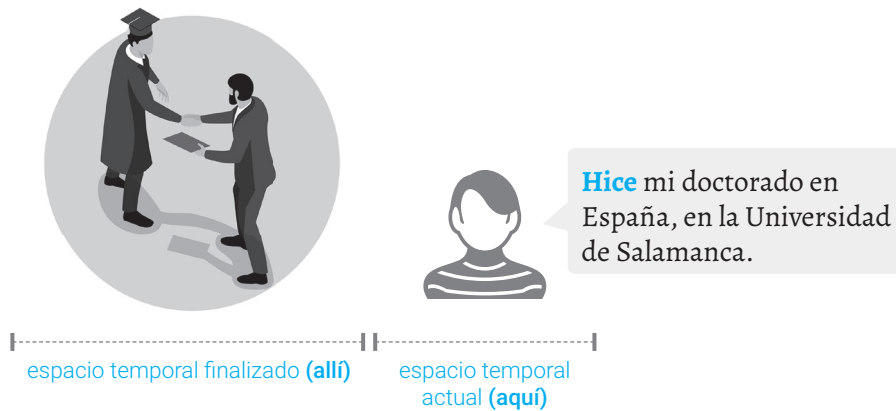 Hice mi doctorado en
España, en la Universidad
de Salamanca.
espacio temporal finalizado (allí)
espacio temporal
actual (aquí)